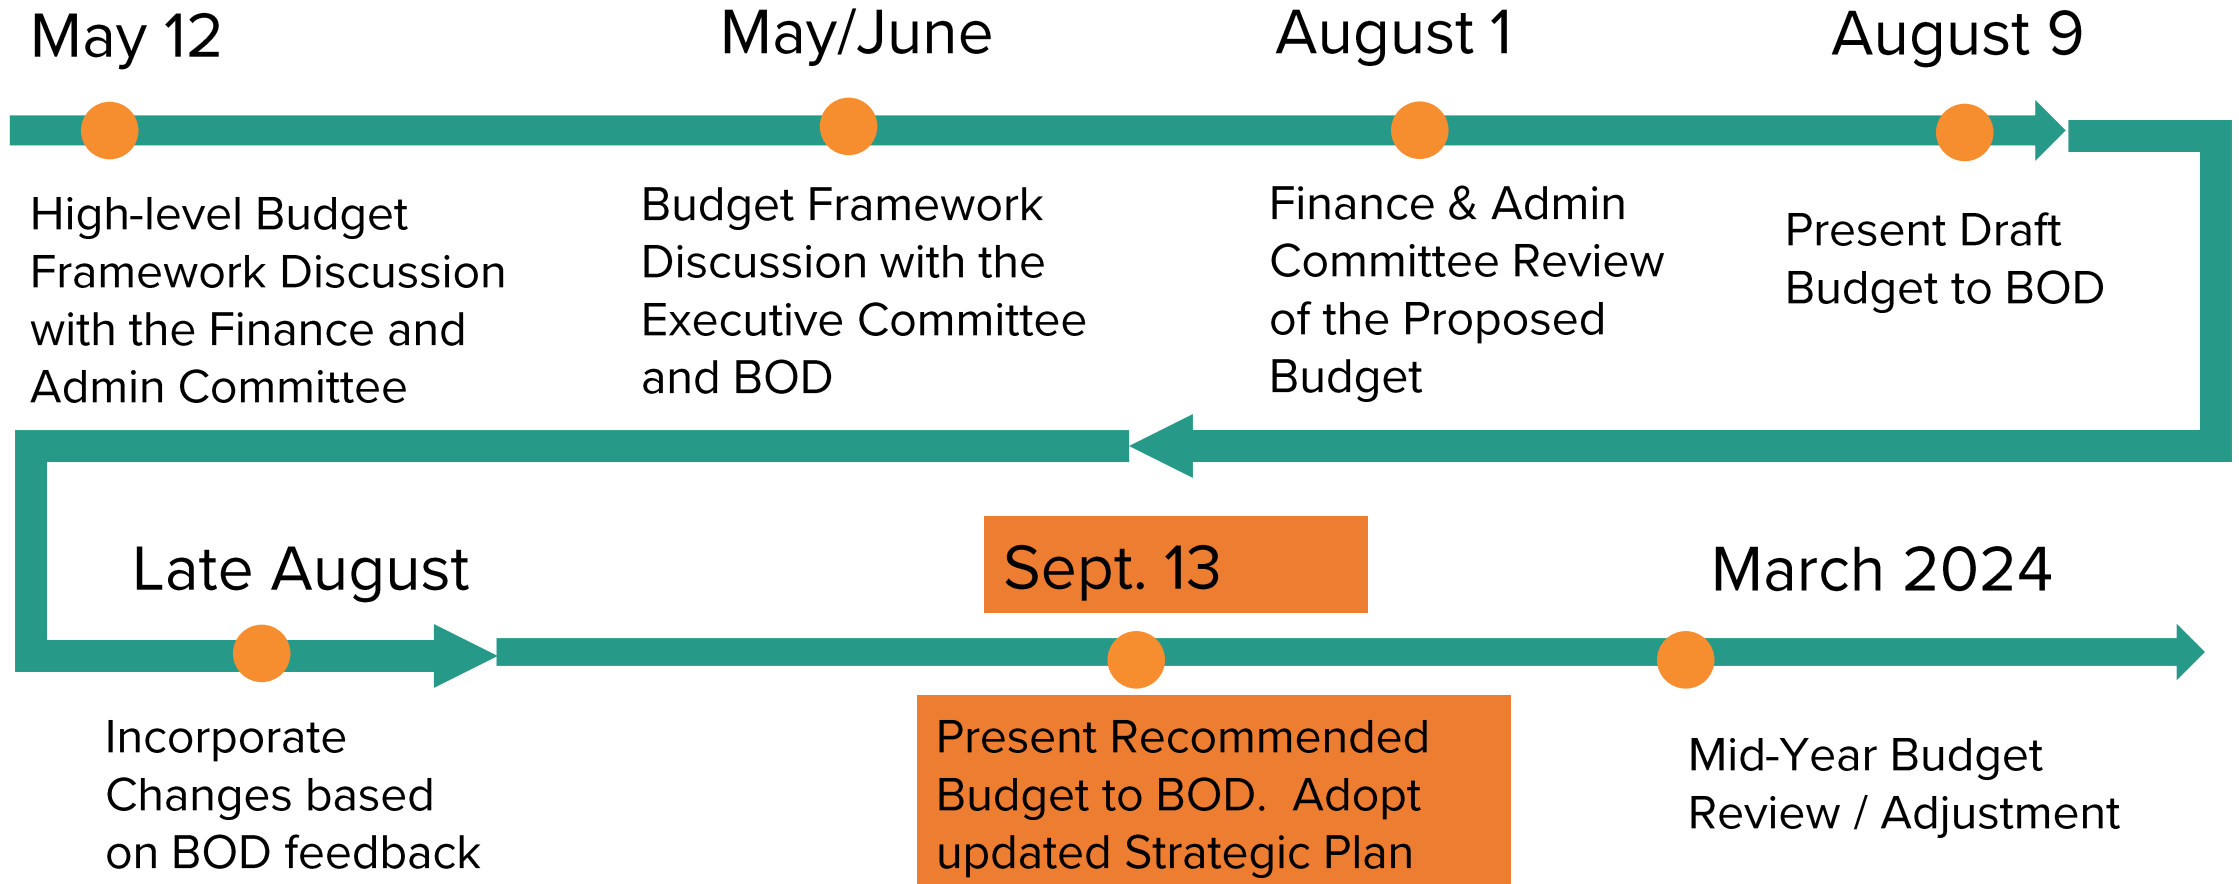 May 12
High-level Budget
Framework Discussion
with the Finance and
Admin Committee
May/June
Budget Framework
Discussion with the
Executive Committee
and BOD
August 1
Finance & Admin
Committee Review
of the Proposed
Budget
August 9
Present Draft
Budget to BOD
Late August
Incorporate
Changes based
on BOD feedback
Sept. 13
Present Recommended
Budget to BOD.  Adopt
updated Strategic Plan
March 2024
Mid-Year Budget
Review / Adjustment